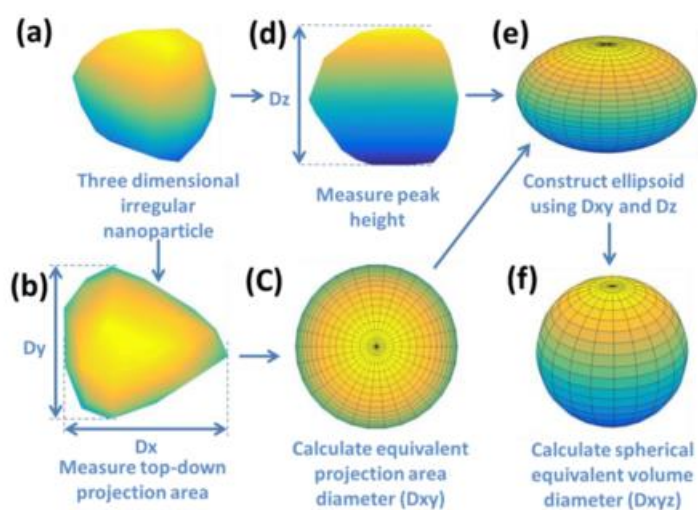 (a)
Three dimensional
irregular
nanoparticle
(d)
Dz
Measure peak
height
(e)
Construct ellipsoid
using Dxy and Dz
(b)
Dy
Dx
Measure top-down
projection area
(C)
Calculate equivalent
projection area
diameter (Dxy)
(f)
Calculate spherical
equivalent volume
diameter (Dxyz)